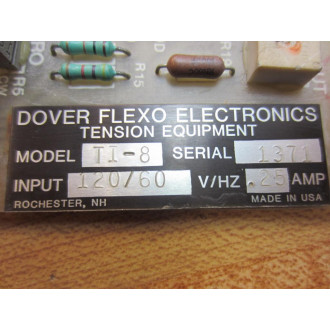 R15
DOVER FLEXO ELECTRONICS
TENSION EQUIPMENT
MODEL TI-8 SERIAL 1371
INPUT 120/60 V/HZ .25 AMP
ROCHESTER, NH MADE IN USA